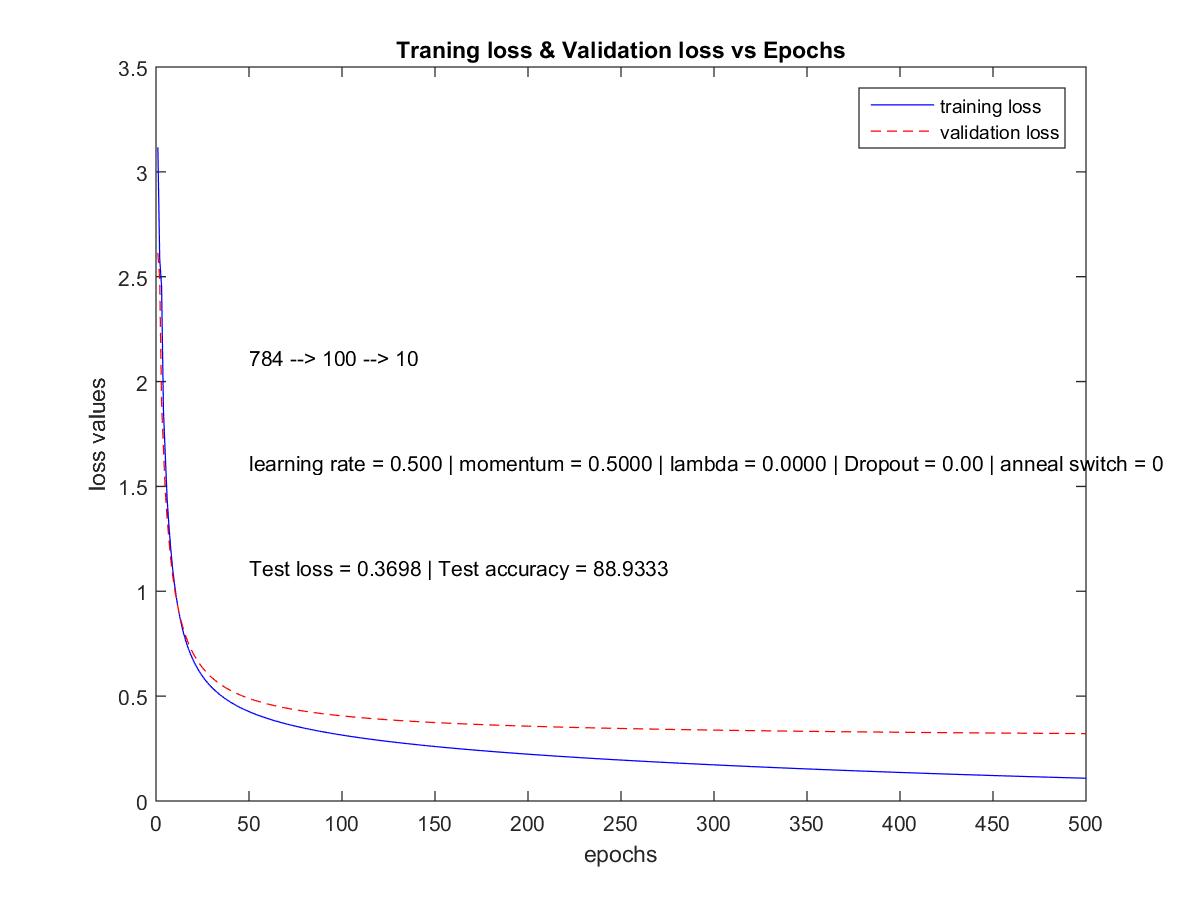 Traning loss & Validation loss vs Epochs
3.5
3
2.5
2
1.5
1
0.5
0
loss values
training loss
validation loss
784 --> 100 --> 10
learning rate = 0.500 | momentum = 0.5000 | lambda = 0.0000 | Dropout = 0.00 | anneal switch = 0
Test loss = 0.3698 | Test accuracy = 88.9333
0 50 100 150 200 250 300 350 400 450 500
epochs